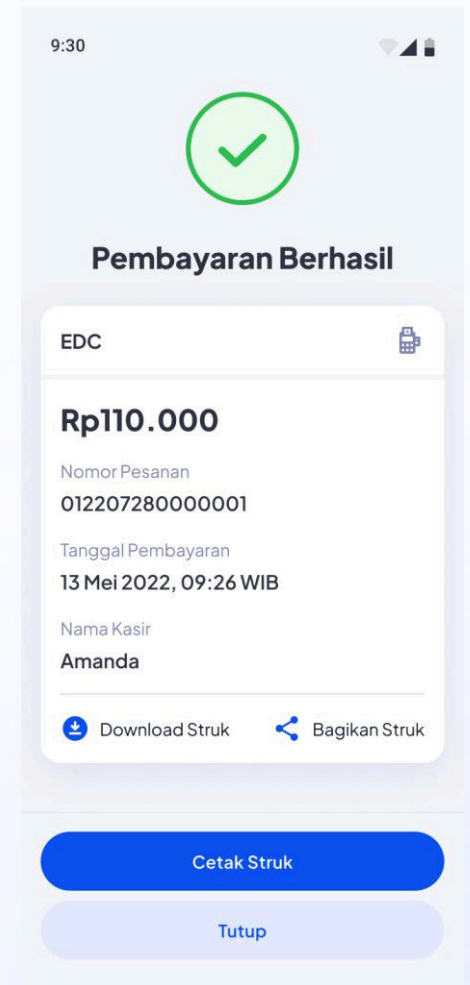 9:30
Pembayaran Berhasil
EDC
Rp110.000
Nomor Pesanan
012207280000001
Tanggal Pembayaran
13 Mei 2022, 09:26 WIB
Nama Kasir
Amanda
Download Struk
Bagikan Struk
Cetak Struk
Tutup